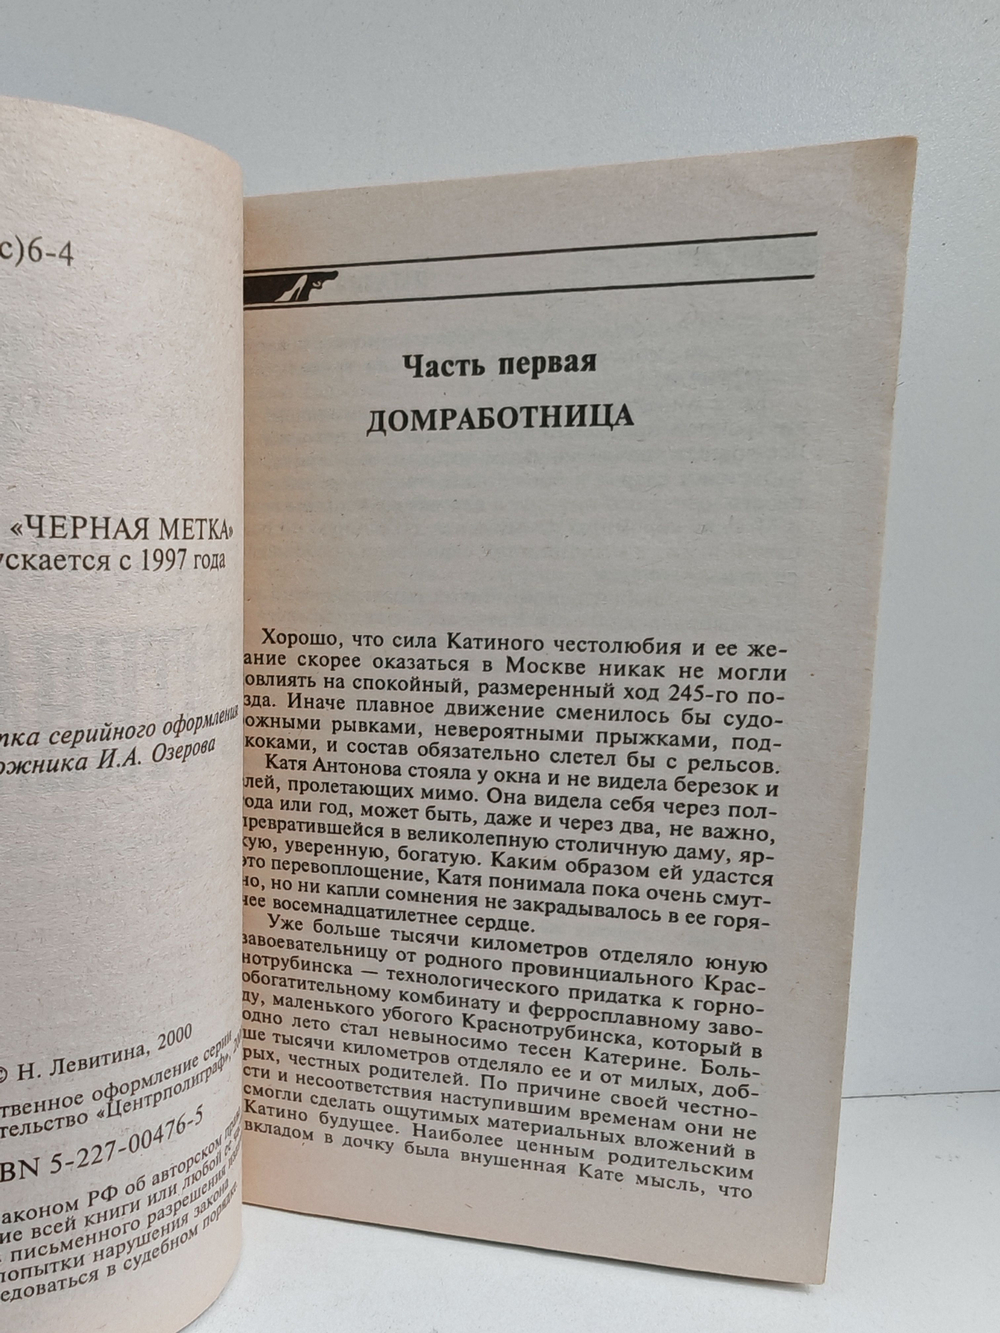 с)6-4
«ЧЕРНАЯ МЕТКА»
ускается с 1997 года
тка серийного оформления
ожника И.А. Озерова
© Н. Левитина, 2000
ственное оформление серии
тельство «Центрполиграф»,
BN 5-227-00476-5
аконом РФ об авторском
ие всей книги или любой ее
письменного разрешения
попытки нарушения закона
едоваться в судебном порядке
Часть первая
ДОМРАБОТНИЦА
Хорошо, что сила Катиного честолюбия и ее же-
ание скорее оказаться в Москве никак не могли
овлиять на спокойный, размеренный ход 245-го по-
зда. Иначе плавное движение сменилось бы судо-
рожными рывками, невероятными прыжками, под-
коками, и состав обязательно слетел бы с рельсов.
Катя Антонова стояла у окна и не видела березок и
лей, пролетающих мимо. Она видела себя через пол-
года или год, может быть, даже и через два, не важно,
превратившейся в великолепную столичную даму, яр-
кую, уверенную, богатую. Каким образом ей удастся
это перевоплощение, Катя понимала пока очень смут-
но, но ни капли сомнения не закрадывалось в ее горя-
чее восемнадцатилетнее сердце.
Уже больше тысячи километров отделяло юную
завоевательницу от родного провинциального Крас-
нотрубинска — технологического придатка к горно-
обогатительному комбинату и ферросплавному заво-
ду, маленького убогого Краснотрубинска, который в
одно лето стал невыносимо тесен Катерине. Боль-
ше тысячи километров отделяло ее и от милых, доб-
рых, честных родителей. По причине своей честно-
сти и несоответствия наступившим временам они не
смогли сделать ощутимых материальных вложений в
Катино будущее. Наиболее ценным родительским
вкладом в дочку была внушенная Кате мысль, что